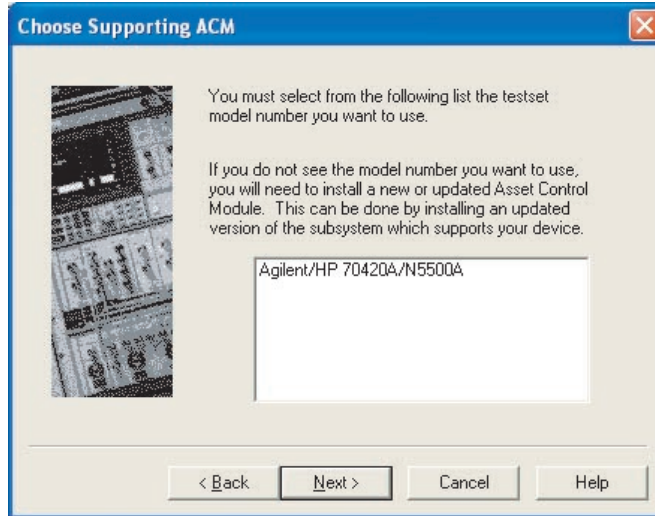 Choose Supporting ACM
You must select from the following list the testset
model number you want to use.
If you do not see the model number you want to use,
you will need to install a new or updated Asset Control
Module. This can be done by installing an updated
version of the subsystem which supports your device.
Agilent/HP 70420A/N5500A
< Back
Next >
Cancel
Help